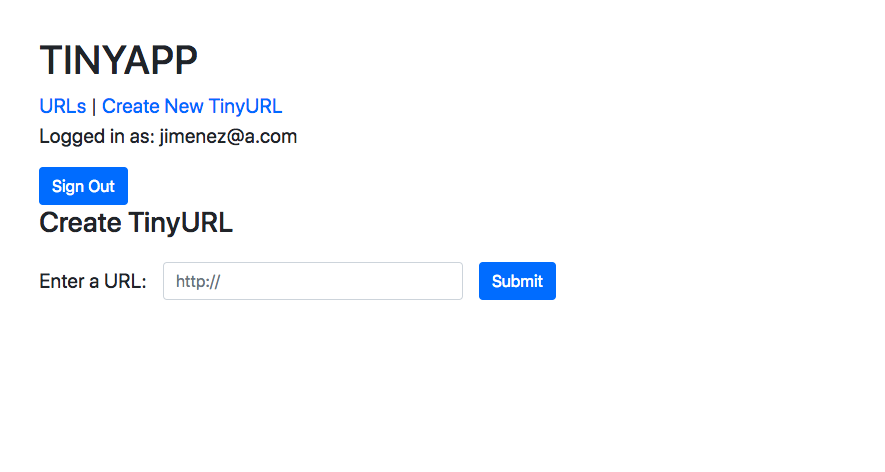 TINYAPP
URLs | Create New TinyURL
Logged in as: jimenez@a.com
Sign Out
Create TinyURL
Enter a URL: http:// Submit